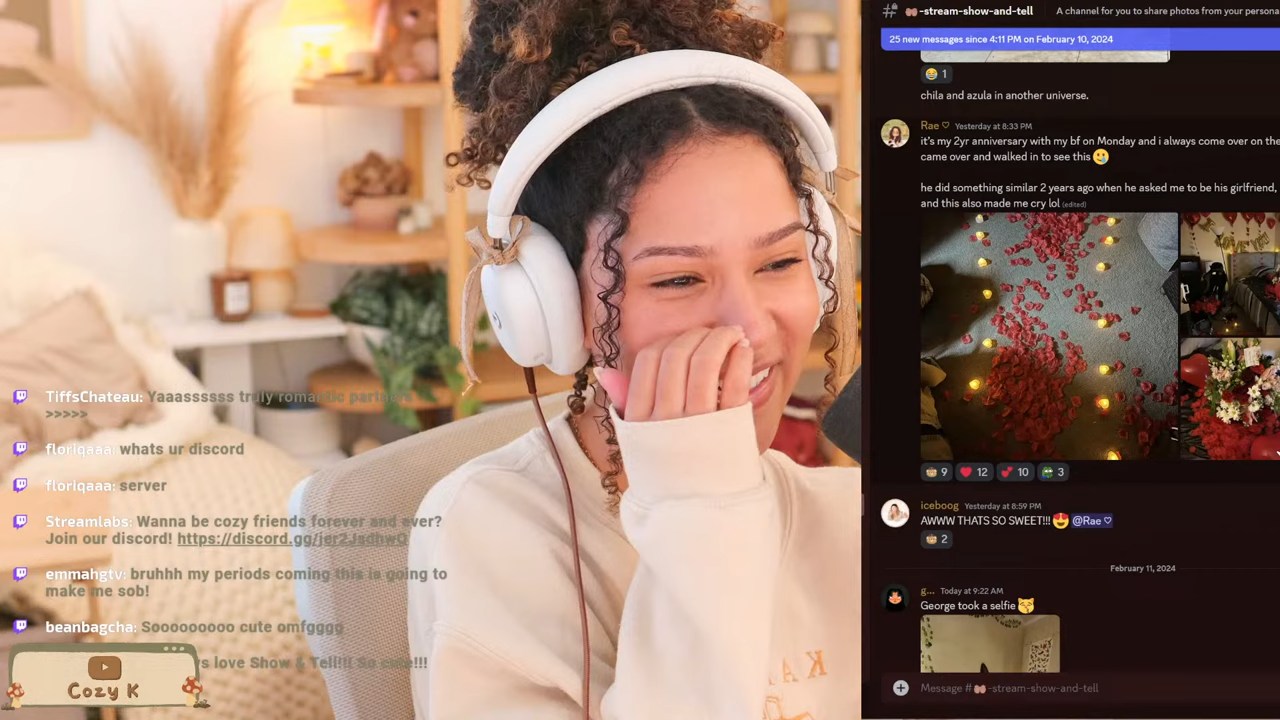 -stream-show-and-tell
A channel for you to share photos from your persona
25 new messages since 4:11 PM on February 10, 2024
1
chila and azula in another universe.
Rae ♡ Yesterday at 8:33 PM
it's my 2yr anniversary with my bf on Monday and i always come over on the
came over and walked in to see this 🥲
he did something similar 2 years ago when he asked me to be his girlfriend,
and this also made me cry lol (edited)
9 12 10 3
iceboog Yesterday at 8:59 PM
AWWW THATS SO SWEET!!! 😍 @Rae ♡
2
February 11, 2024
g... Today at 9:22 AM
George took a selfie 😽
Message # -stream-show-and-tell
TiffsChateau: Yaaassssss truly romantic partners
>>>>>
floriqaaa: whats ur discord
floriqaaa: server
Streamlabs: Wanna be cozy friends forever and ever?
Join our discord! https://discord.gg/jer2JsdhwQ
emmahgtv: bruhhh my periods coming this is going to
make me sob!
beanbagcha: Sooooooooo cute omfgggo
love Show & Tell!!! So cute!!!
Cozy K